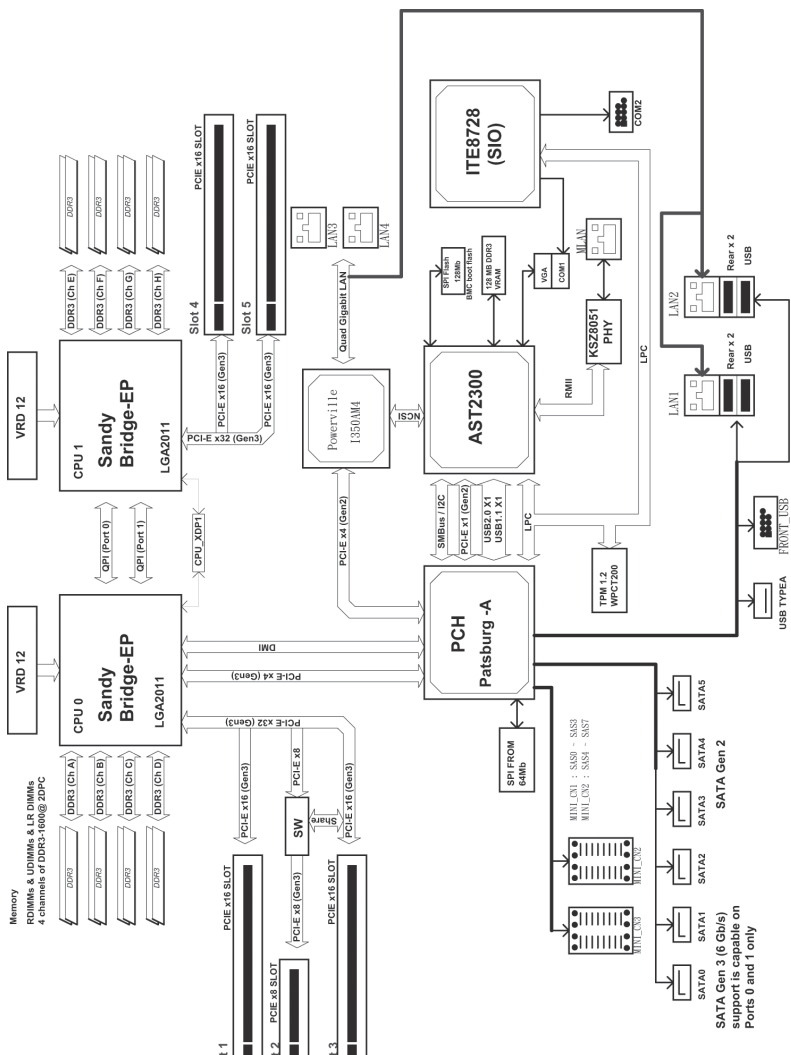 Memory
RDIMMs & UDIMMs & LR DIMMs
4 channels of DDR3-1600@ 2DPC
DDR3
DDR3
DDR3
DDR3
DDR3 (Ch A)
DDR3 (Ch B)
DDR3 (Ch C)
DDR3 (Ch D)
VRD 12
CPU 0
Sandy
Bridge-EP
LGA2011
QPI (Port 0)
QPI (Port 1)
CPU_XDP1
VRD 12
CPU 1
Sandy
Bridge-EP
LGA2011
DDR3 (Ch E)
DDR3 (Ch F)
DDR3 (Ch G)
DDR3 (Ch H)
DDR3
DDR3
DDR3
DDR3
PCI-E x32 (Gen3)
PCI-E x16 (Gen3)
PCI-E x16 (Gen3)
Slot 4
PCIE x16 SLOT
Slot 5
PCIE x16 SLOT
PCI-E x32 (Gen3)
PCI-E x4 (Gen3)
DMI
PCI-E x16 (Gen3)
PCI-E x8
SW
Share
PCI-E x8 (Gen3)
PCI-E x16 (Gen3)
t 1
PCIE x16 SLOT
t 2
PCIE x8 SLOT
t 3
PCIE x16 SLOT
PCI-E x4 (Gen2)
Powerville
I350AM4
Quad Gigabit LAN
LAN3
LAN4
NCSI
PCH
Patsburg -A
SMBus / I2C
PCI-E x1 (Gen2)
USB2.0 X1
USB1.1 X1
LPC
AST2300
SPI Flash
128Mb
BMC boot flash
128 MB DDR3
VRAM
VGA
COM1
RMII
KSZ8051
PHY
MLAN
ITE8728
(SIO)
COM2
LPC
TPM 1.2
WPCT200
SPI FROM
64Mb
MINI_CN1 : SAS0 ~ SAS3
MINI_CN2 : SAS4 ~ SAS7
MINI_CN3
MINI_CN2
SATA0
SATA1
SATA2
SATA3
SATA4
SATA5
SATA Gen 3 (6 Gb/s)
support is capable on
Ports 0 and 1 only
SATA Gen 2
USB TYPEA
FRONT_USB
LAN1
Rear x 2
USB
LAN2
Rear x 2
USB